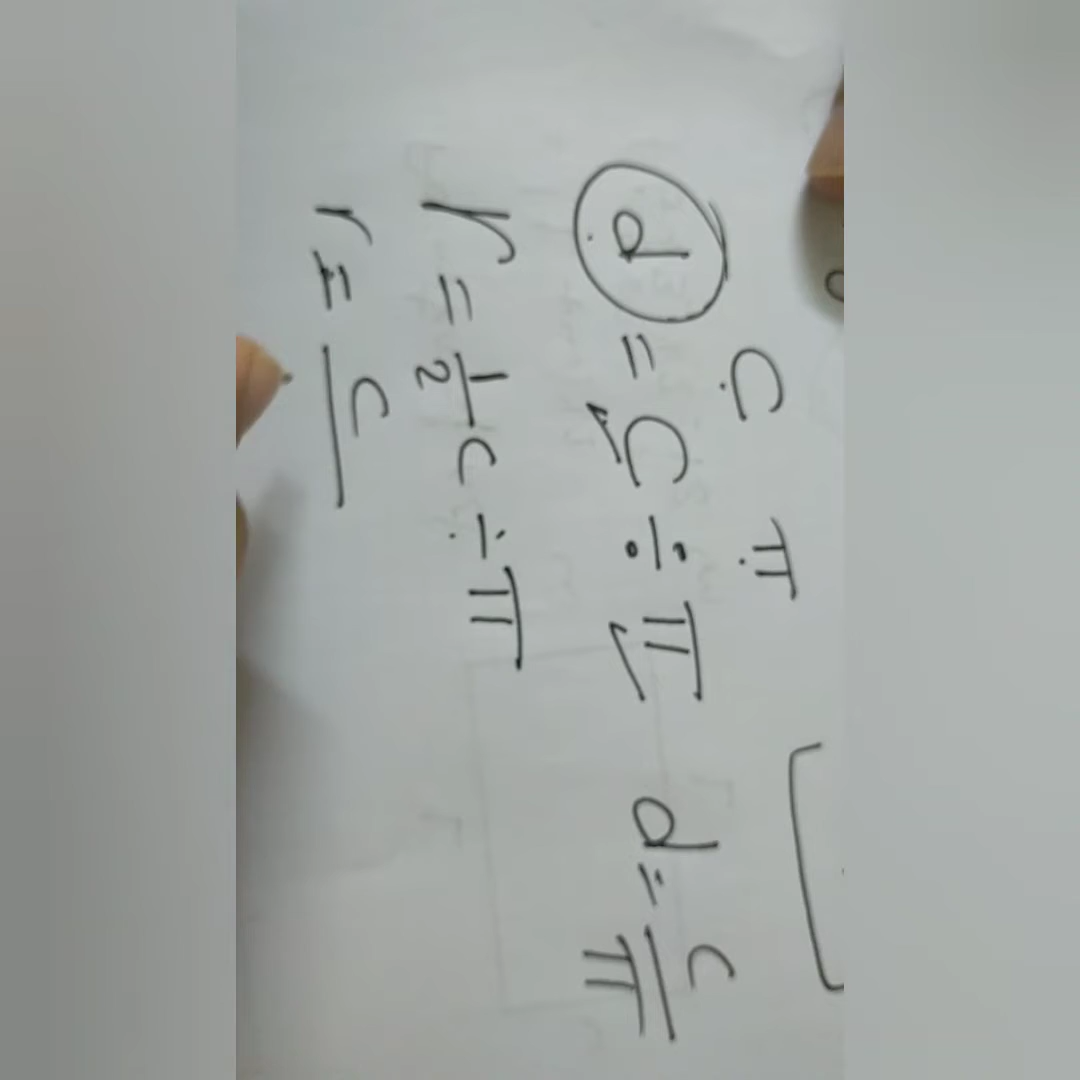 C π
d = C ÷ π d = C/π
r = 1/2 C ÷ π
r = C/